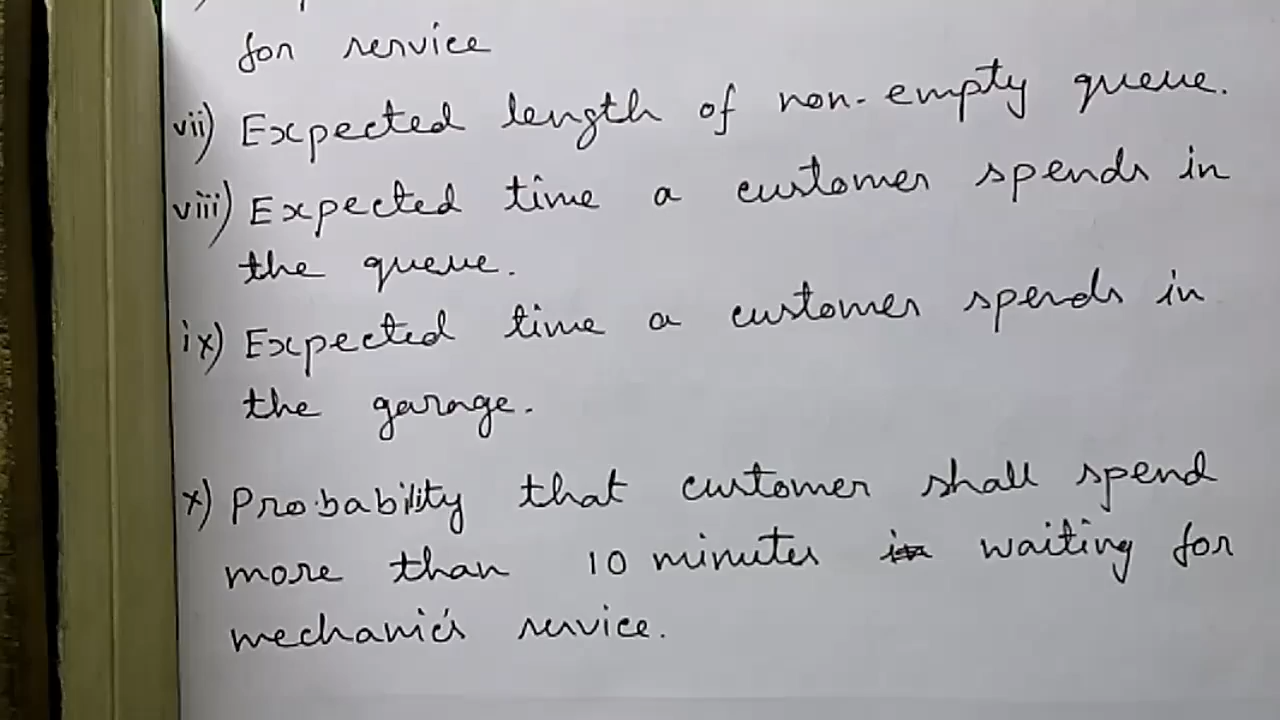 for service
vii) Expected length of non-empty queue.
viii) Expected time a customer spends in
the queue.
ix) Expected time a customer spends in
the garage.
x) Probability that customer shall spend
more than 10 minutes waiting for
mechanic's service.